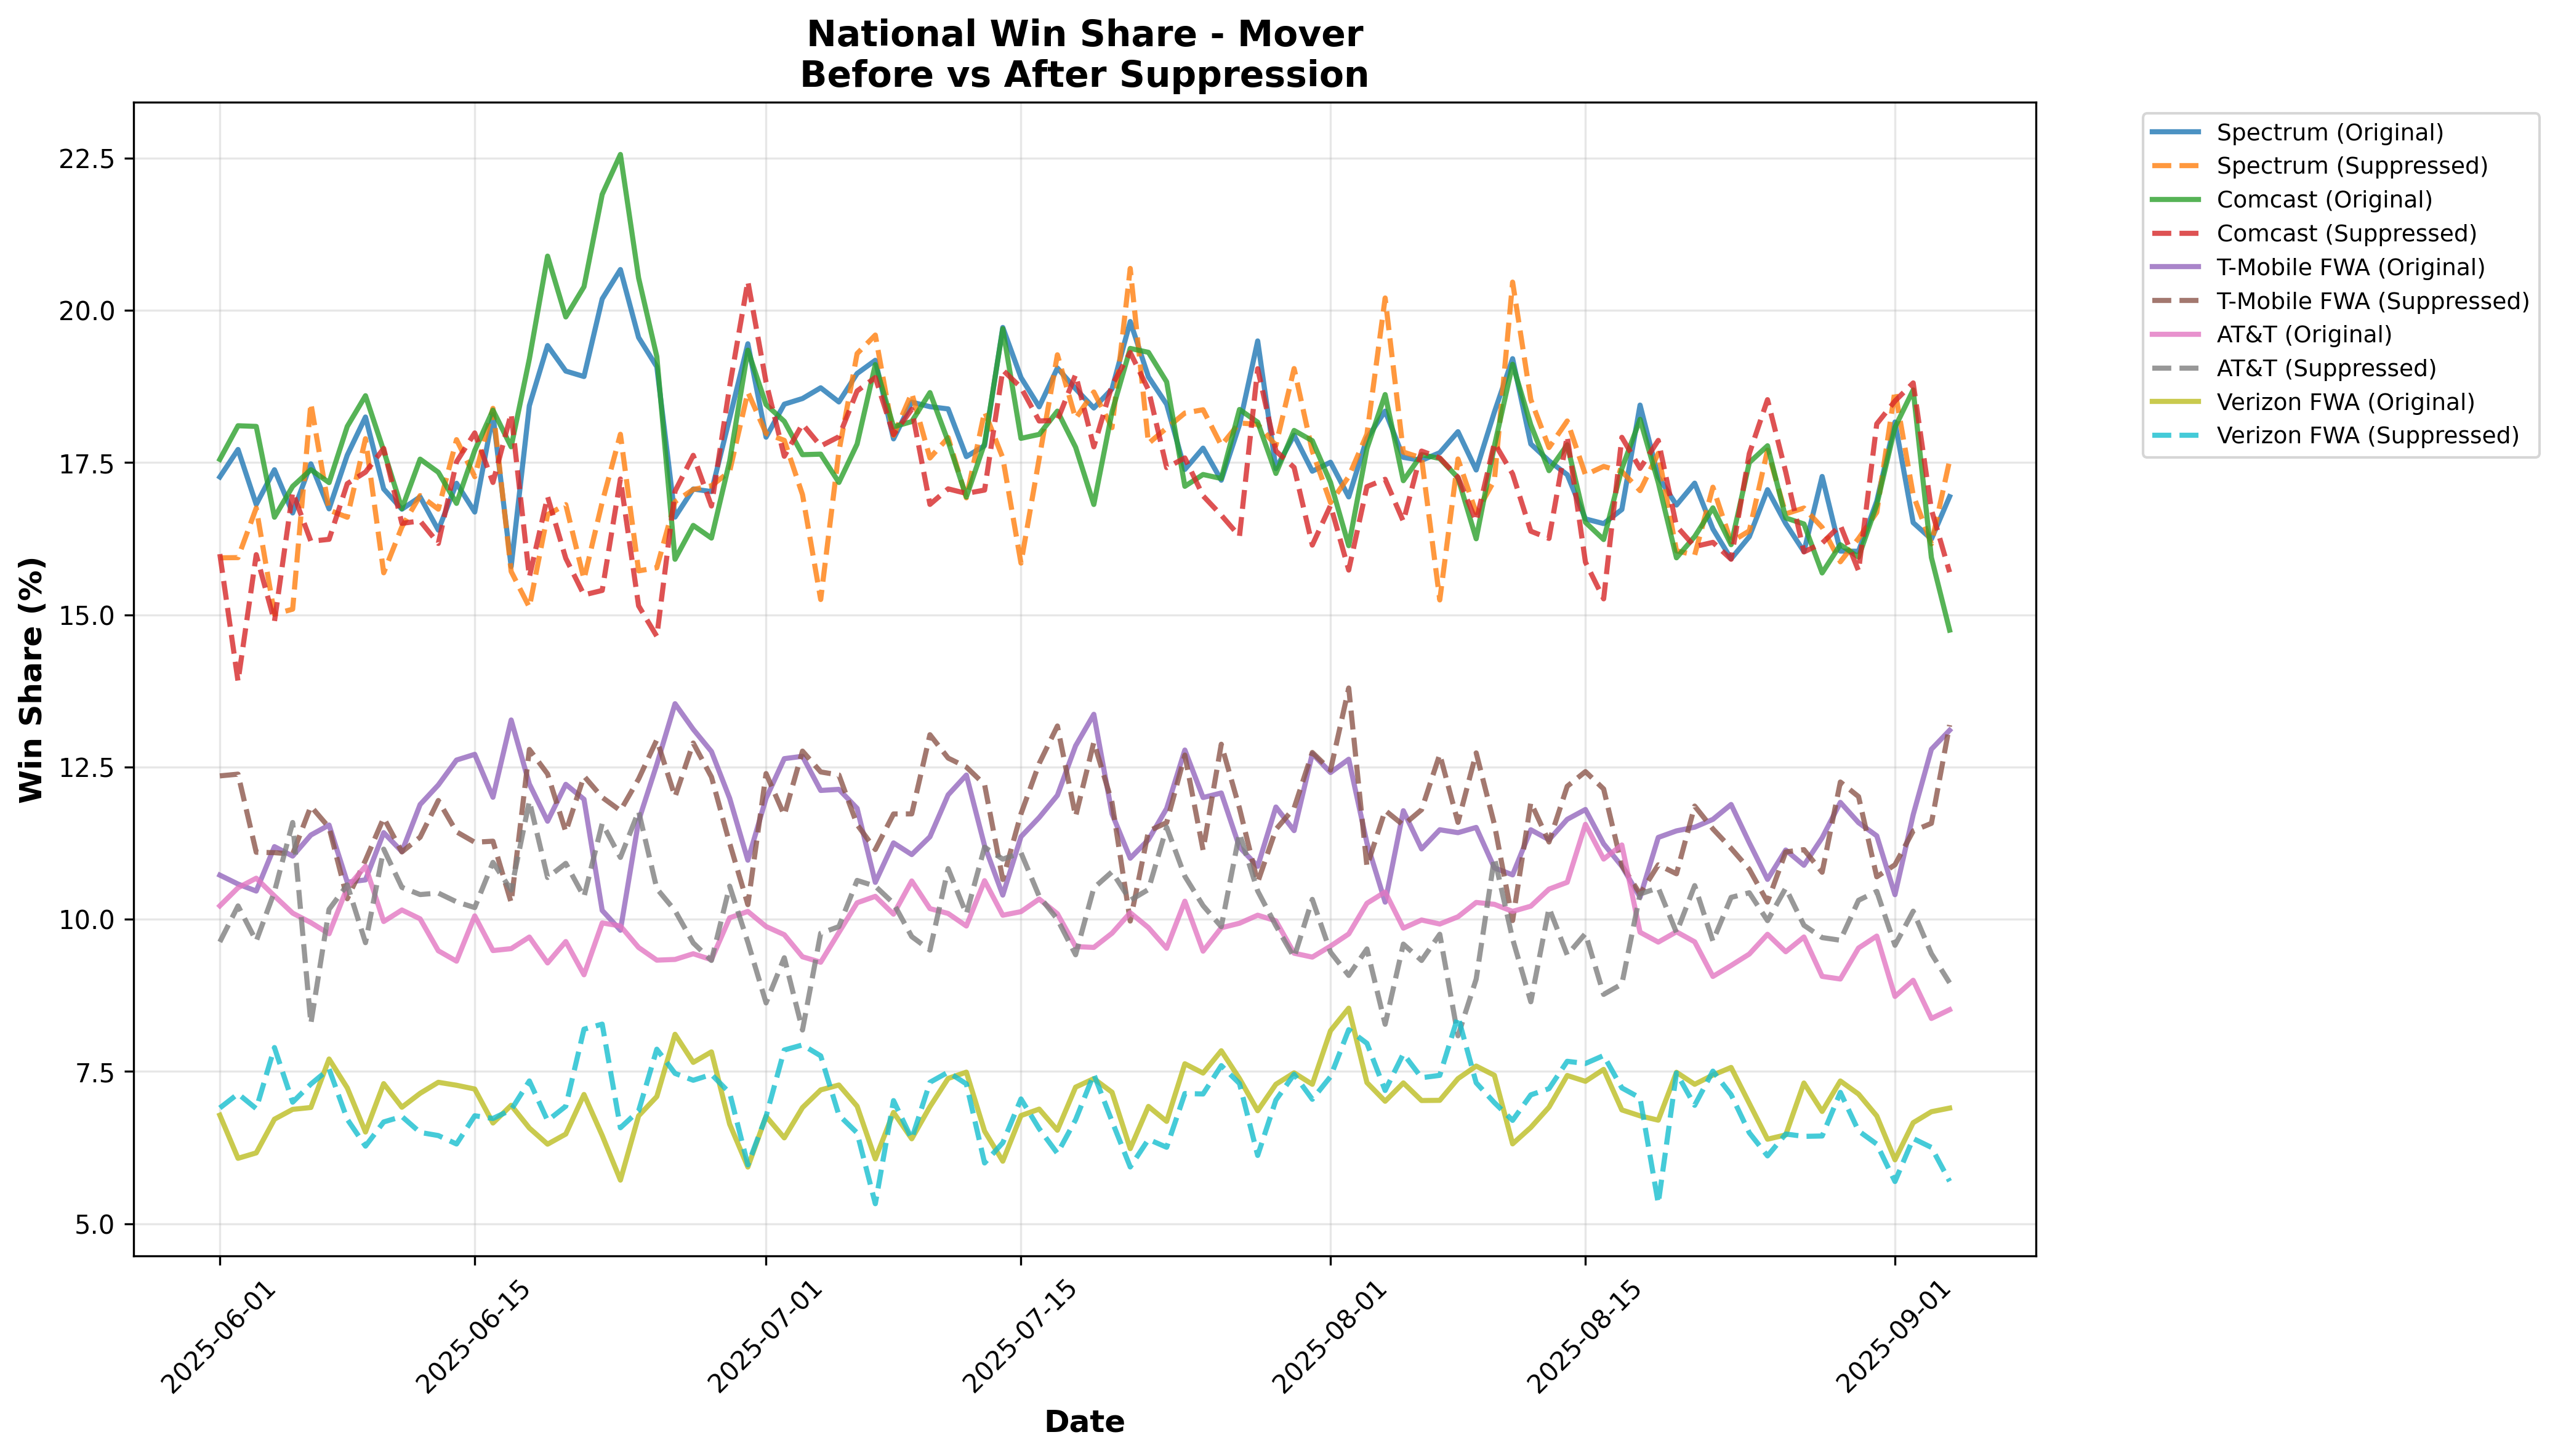 National Win Share - Mover
Before vs After Suppression
Win Share (%)
22.5
20.0
17.5
15.0
12.5
10.0
7.5
5.0
2025-06-01
2025-06-15
2025-07-01
2025-07-15
2025-08-01
2025-08-15
2025-09-01
Date
Spectrum (Original)
Spectrum (Suppressed)
Comcast (Original)
Comcast (Suppressed)
T-Mobile FWA (Original)
T-Mobile FWA (Suppressed)
AT&T (Original)
AT&T (Suppressed)
Verizon FWA (Original)
Verizon FWA (Suppressed)